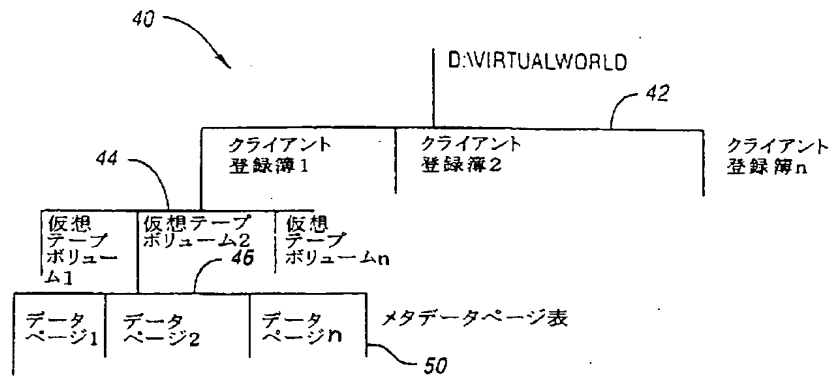 40
D:\VIRTUALWORLD
42
クライアント
登録簿1
クライアント
登録簿2
クライアント
登録簿n
44
仮想
テープ
ボリュー
ム1
仮想テープ
ボリューム2
仮想
テープ
ボリュームn
46
データ
ページ1
データ
ページ2
データ
ページn
メタデータページ表
50